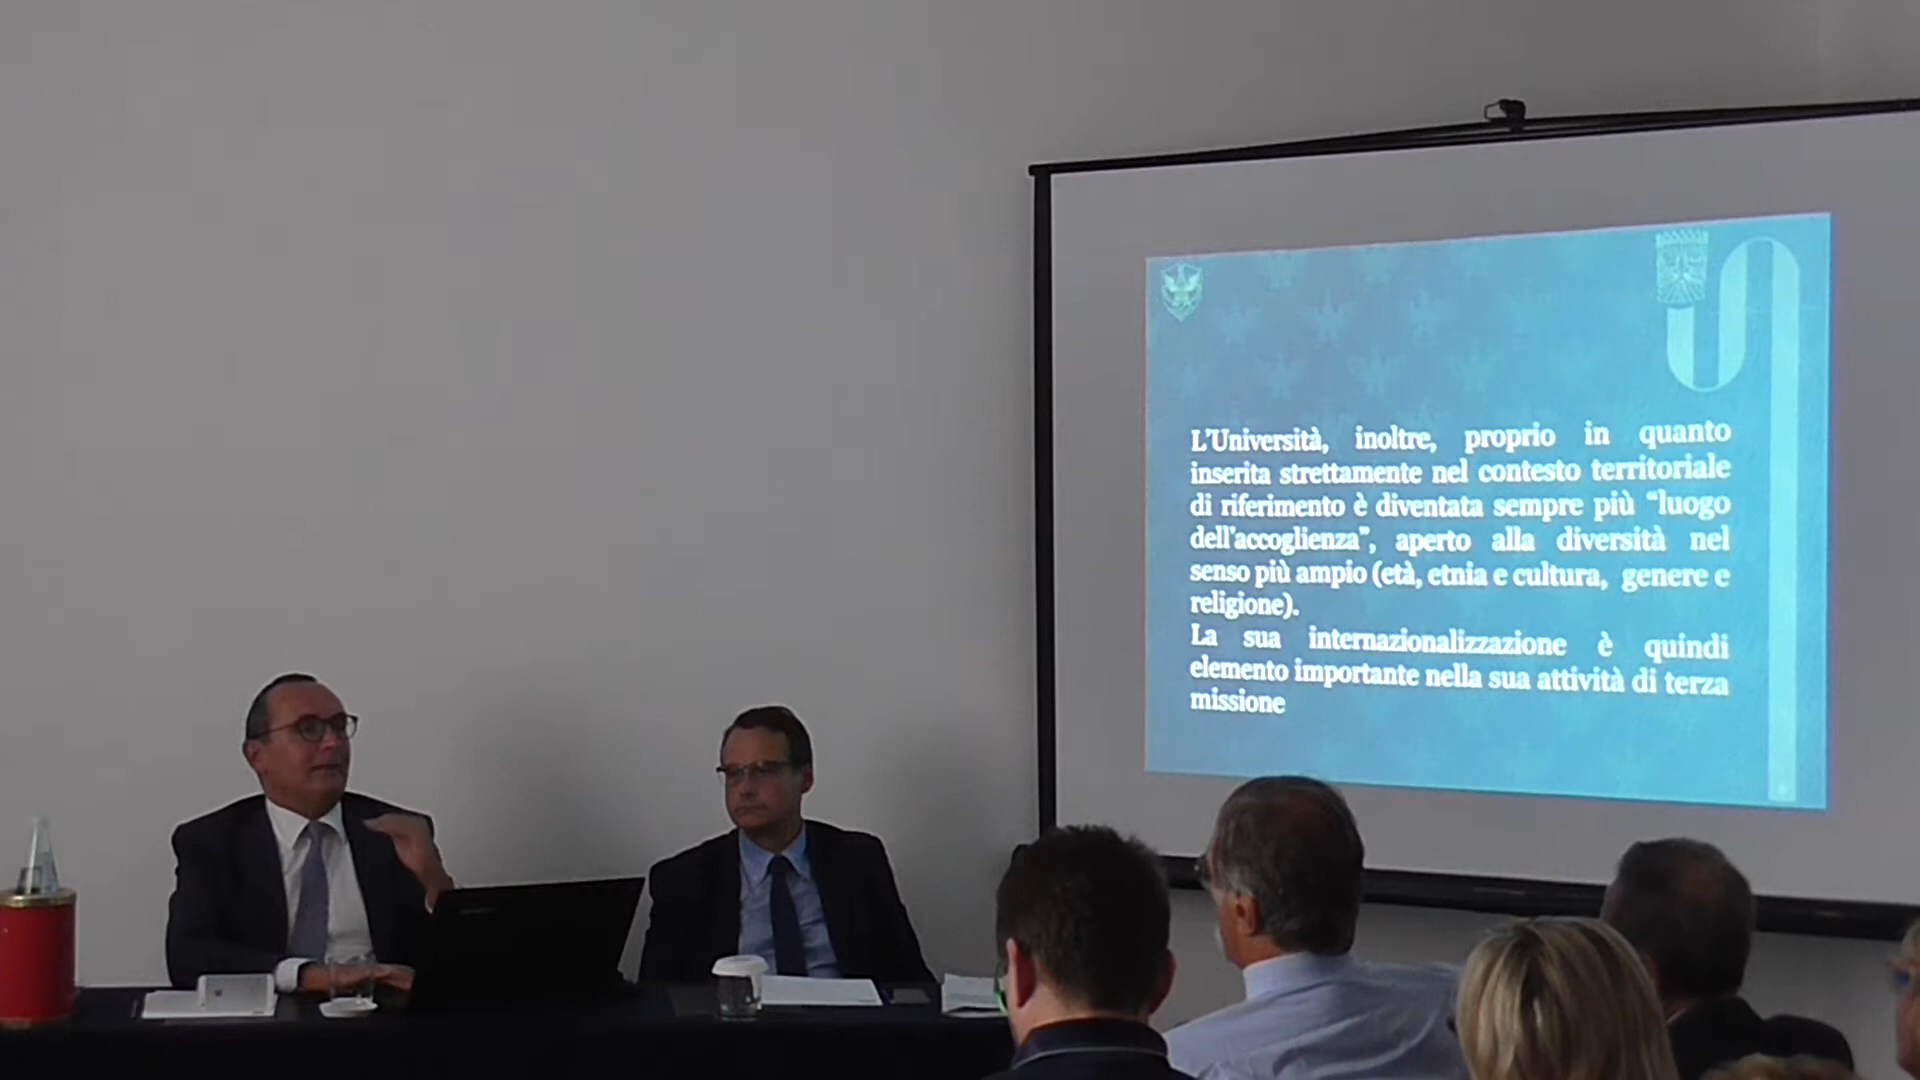 L'Università, inoltre, proprio in quanto
inserita strettamente nel contesto territoriale
di riferimento è diventata sempre più “luogo
dell'accoglienza”, aperto alla diversità nel
senso più ampio (età, etnia e cultura, genere e
religione).
La sua internazionalizzazione è quindi
elemento importante nella sua attività di terza
missione